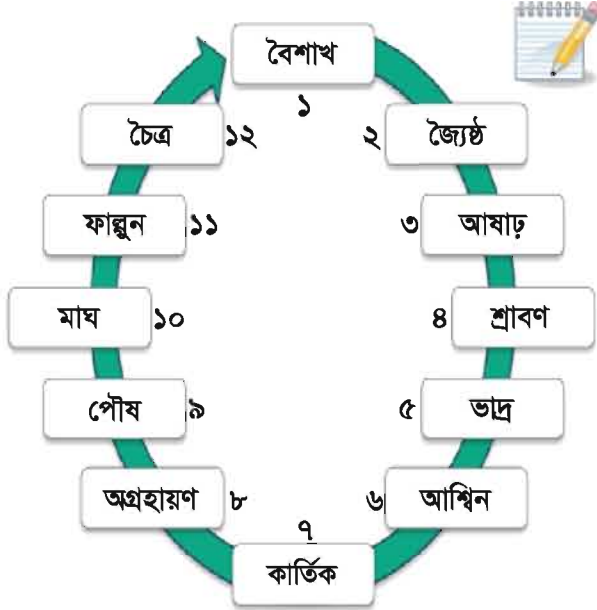 বৈশাখ
১
জ্যৈষ্ঠ
২
আষাঢ়
৩
শ্রাবণ
৪
ভাদ্র
৫
আশ্বিন
৬
কার্তিক
৭
অগ্রহায়ণ
৮
পৌষ
৯
মাঘ
১০
ফাল্গুন
১১
চৈত্র
১২